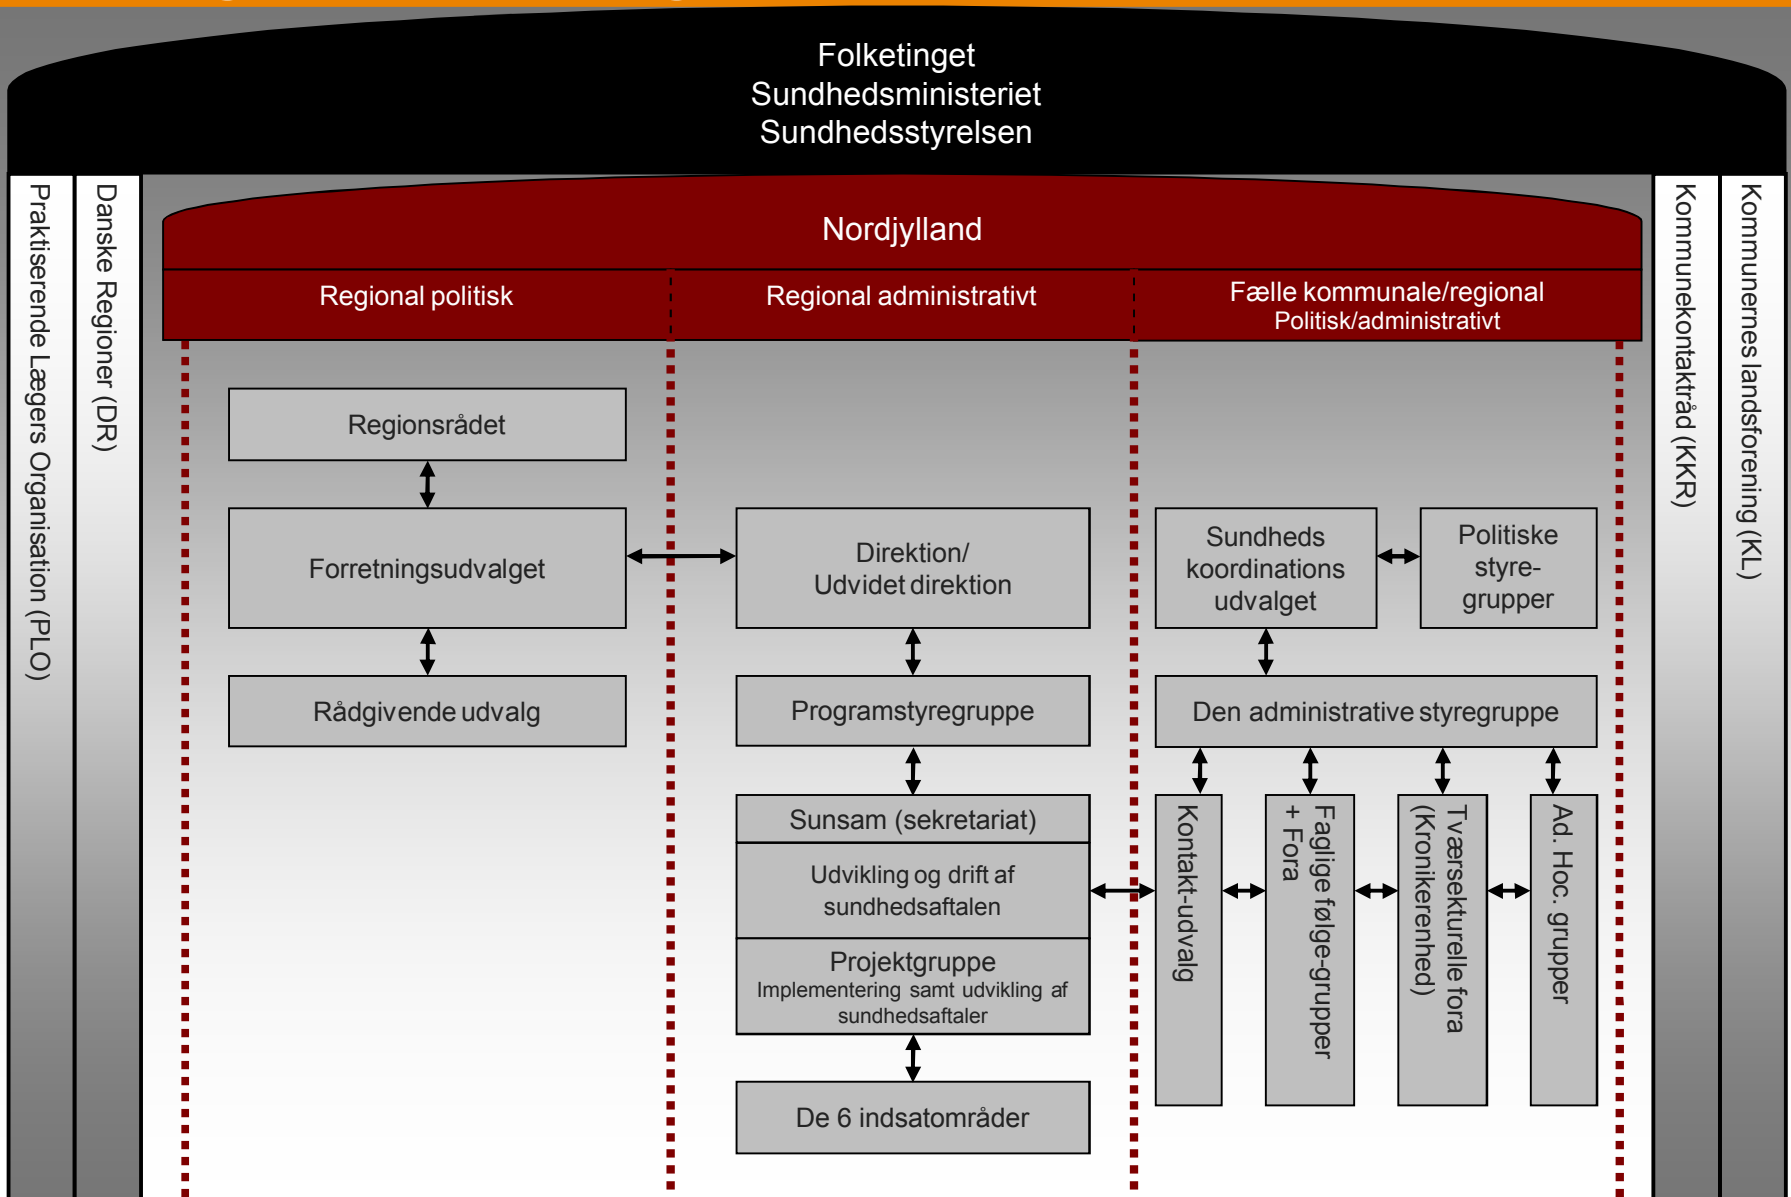 Folketinget
Sundhedsministeriet
Sundhedsstyrelsen
Praktiserende Lægers Organisation (PLO)
Danske Regioner (DR)
Nordjylland
Regional politisk
Regional administrativt
Fælle kommunale/regional
Politisk/administrativt
Regionsrådet
Forretningsudvalget
Rådgivende udvalg
Direktion/
Udvidet direktion
Programstyregruppe
Sunsam (sekretariat)
Udvikling og drift af
sundhedsaftalen
Projektgruppe
Implementering samt udvikling af
sundhedsaftaler
De 6 indsatområder
Sundheds
koordinations
udvalget
Politiske
styre-
grupper
Den administrative styregruppe
Kontakt-udvalg
Faglige følge-grupper
+ Fora
Tværsekturelle fora
(Kronikerenhed)
Ad. Hoc. grupper
Kommunekontaktråd (KKR)
Kommunernes landsforening (KL)